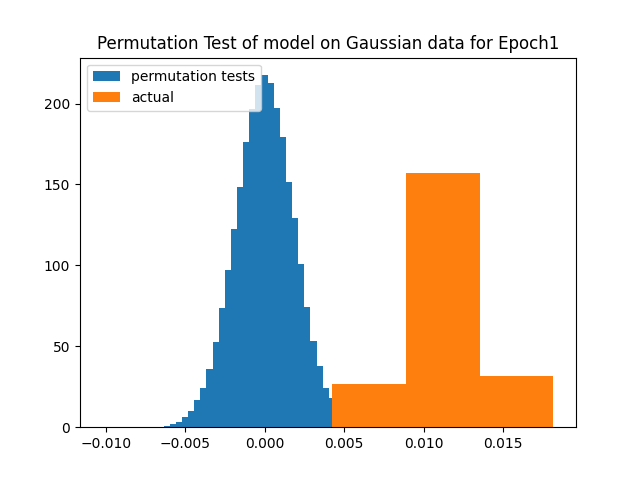 Permutation Test of model on Gaussian data for Epoch1
permutation tests
actual
200
150
100
50
0
−0.010 −0.005 0.000 0.005 0.010 0.015